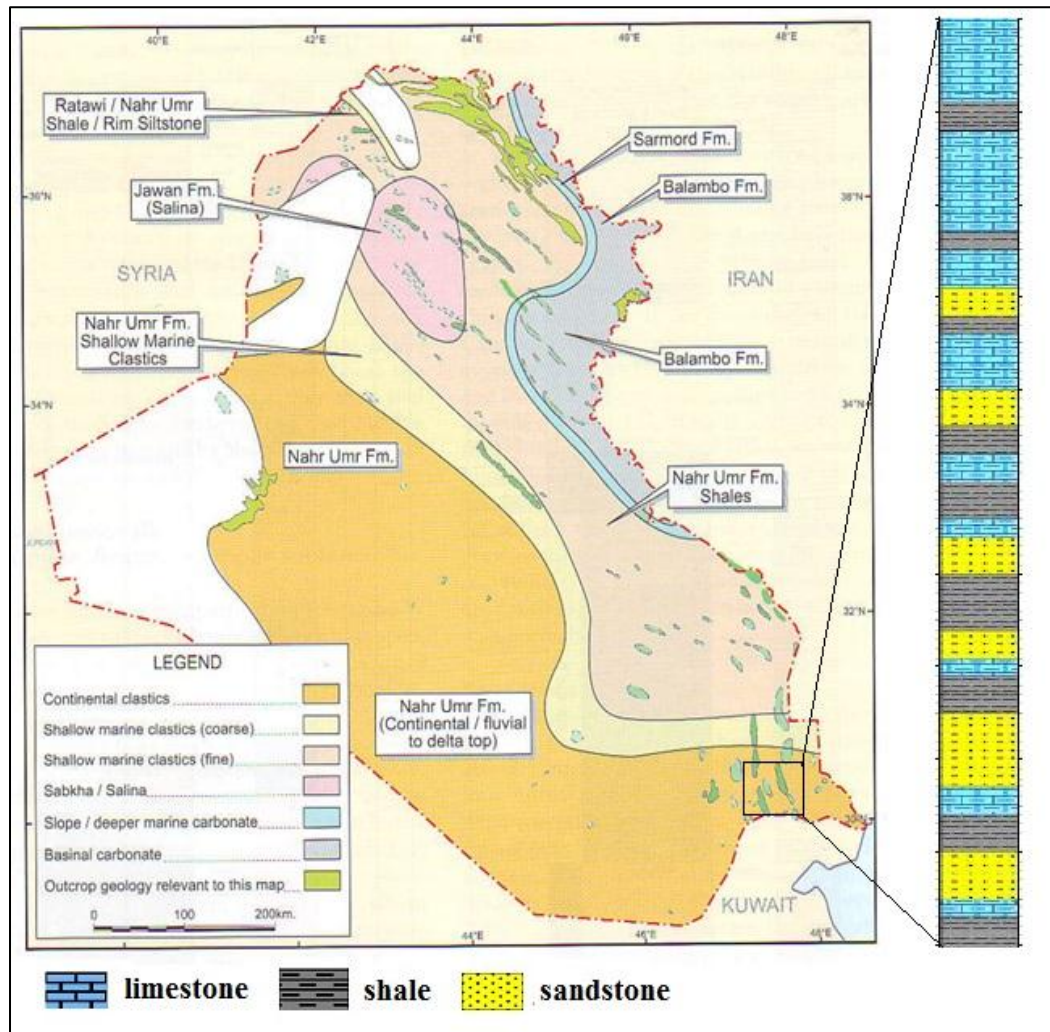 40°E 42°E 44°E 46°E 48°E
Ratawi / Nahr Umr
Shale / Rim Siltstone
Sarmord Fm.
Jawan Fm.
(Salina)
36°N
Balambo Fm.
36°N
SYRIA
IRAN
Nahr Umr Fm.
Shallow Marine
Clastics
Balambo Fm.
34°N
34°N
Nahr Umr Fm.
Nahr Umr Fm.
Shales
32°N
LEGEND
Continental clastics
Shallow marine clastics (coarse)
Shallow marine clastics (fine)
Sabkha / Salina
Slope / deeper marine carbonate
Basinal carbonate
Outcrop geology relevant to this map
0 100 200km.
Nahr Umr Fm.
(Continental / fluvial
to delta top)
KUWAIT
44°E 46°E 48°E
limestone shale sandstone